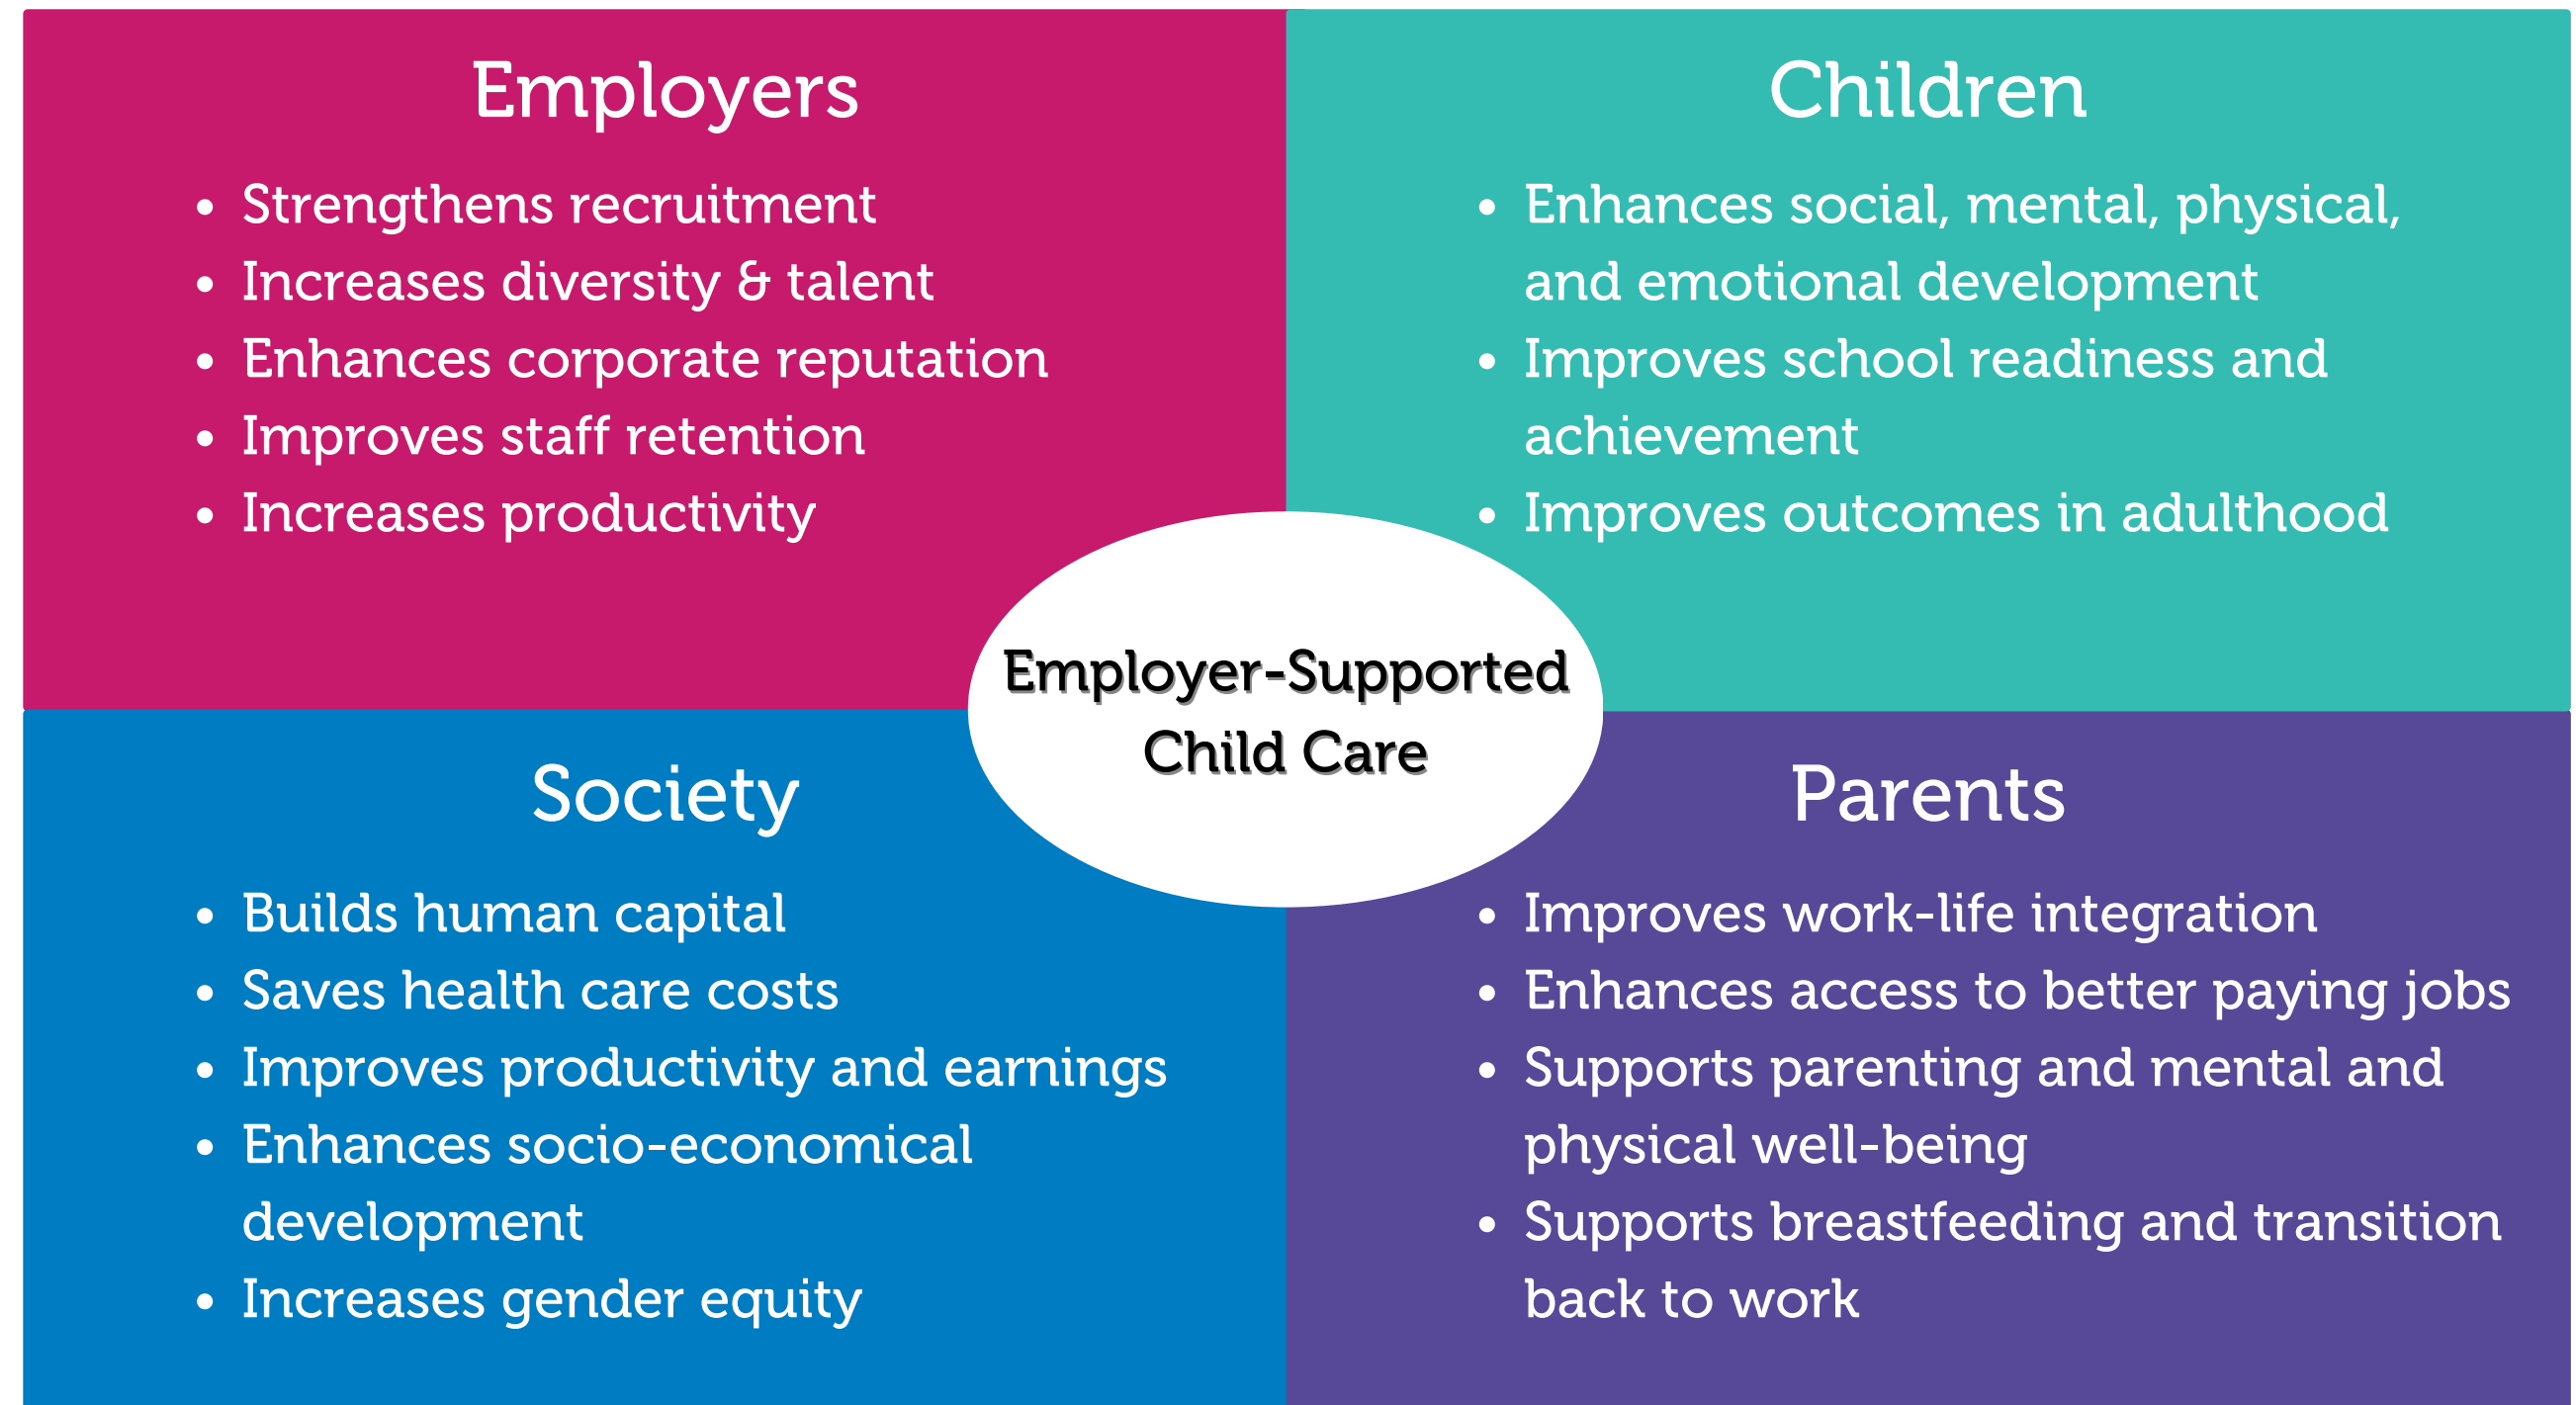 Employers
• Strengthens recruitment
• Increases diversity & talent
• Enhances corporate reputation
• Improves staff retention
• Increases productivity
Children
• Enhances social, mental, physical,
and emotional development
• Improves school readiness and
achievement
• Improves outcomes in adulthood
Employer-Supported
Child Care
Society
• Builds human capital
• Saves health care costs
• Improves productivity and earnings
• Enhances socio-economical
development
• Increases gender equity
Parents
• Improves work-life integration
• Enhances access to better paying jobs
• Supports parenting and mental and
physical well-being
• Supports breastfeeding and transition
back to work